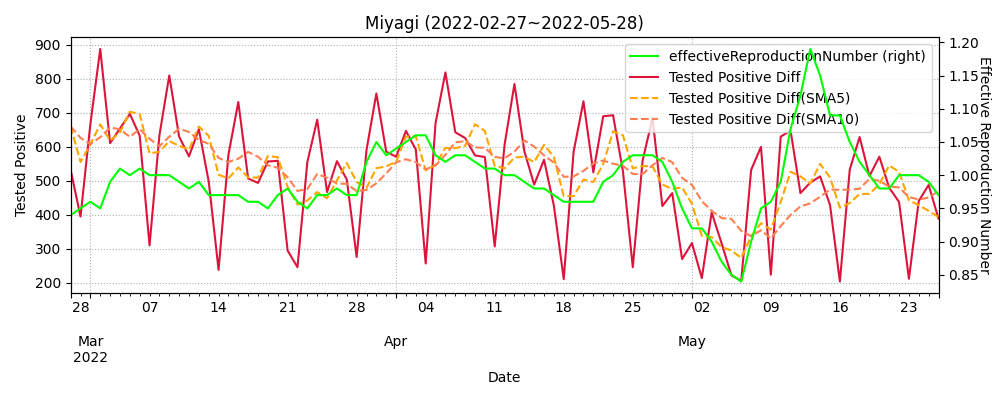 Miyagi (2022-02-27~2022-05-28)
effectiveReproductionNumber (right)
Tested Positive Diff
Tested Positive Diff(SMA5)
Tested Positive Diff(SMA10)
Tested Positive
900
800
700
600
500
400
300
200
1.20
1.15
1.10
1.05
1.00
0.95
0.90
0.85
Effective Reproduction Number
28 07 14 21 28 04 11 18 25 02 09 16 23
Mar Apr May
2022
Date